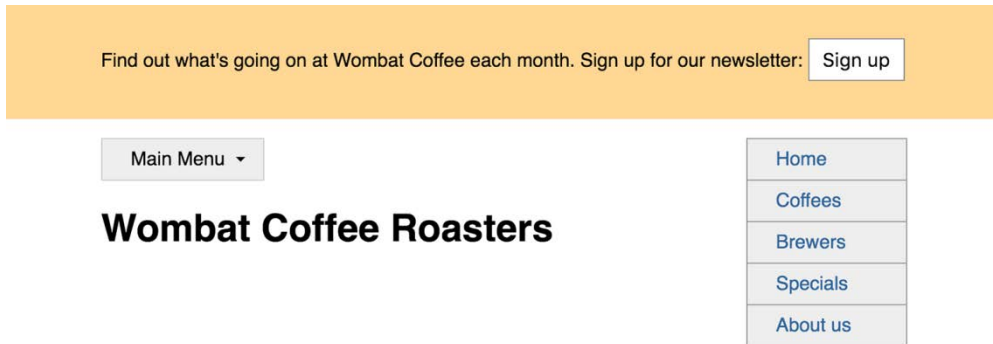 Find out what's going on at Wombat Coffee each month. Sign up for our newsletter: Sign up
Main Menu
Wombat Coffee Roasters
Home
Coffees
Brewers
Specials
About us